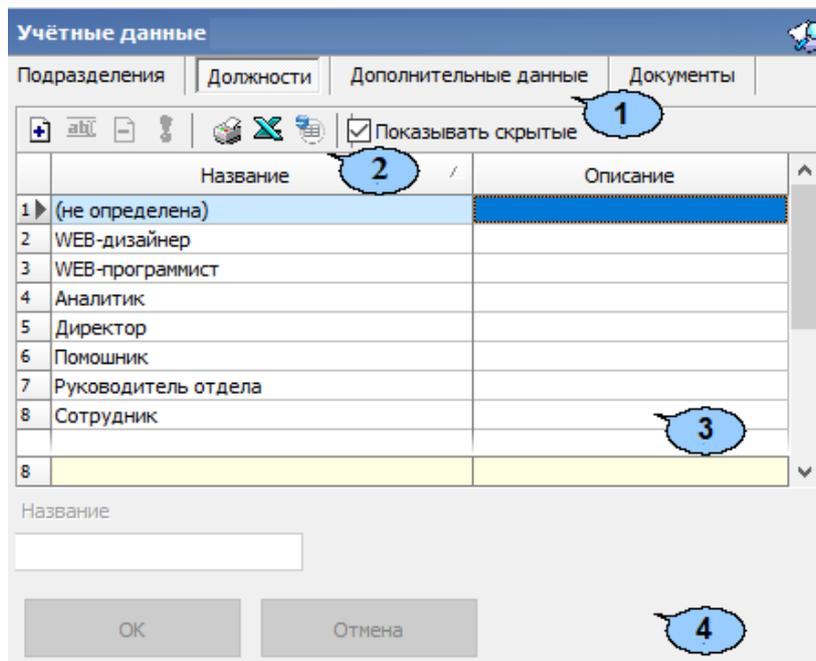 Учётные данные
Подразделения Должности Дополнительные данные Документы
1
abl Показывать скрытые
2
Название Описание
1 (не определена)
2 WEB-дизайнер
3 WEB-программист
4 Аналитик
5 Директор
6 Помошник
7 Руководитель отдела
8 Сотрудник
3
8
Название
OK Отмена
4